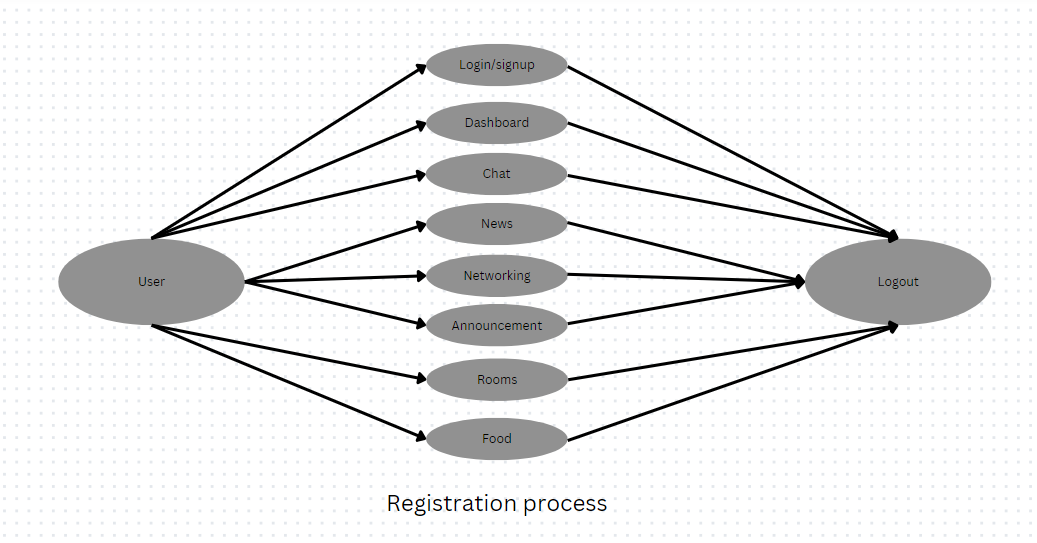 Login/signup
Dashboard
Chat
News
User
Networking
Logout
Announcement
Rooms
Food
Registration process